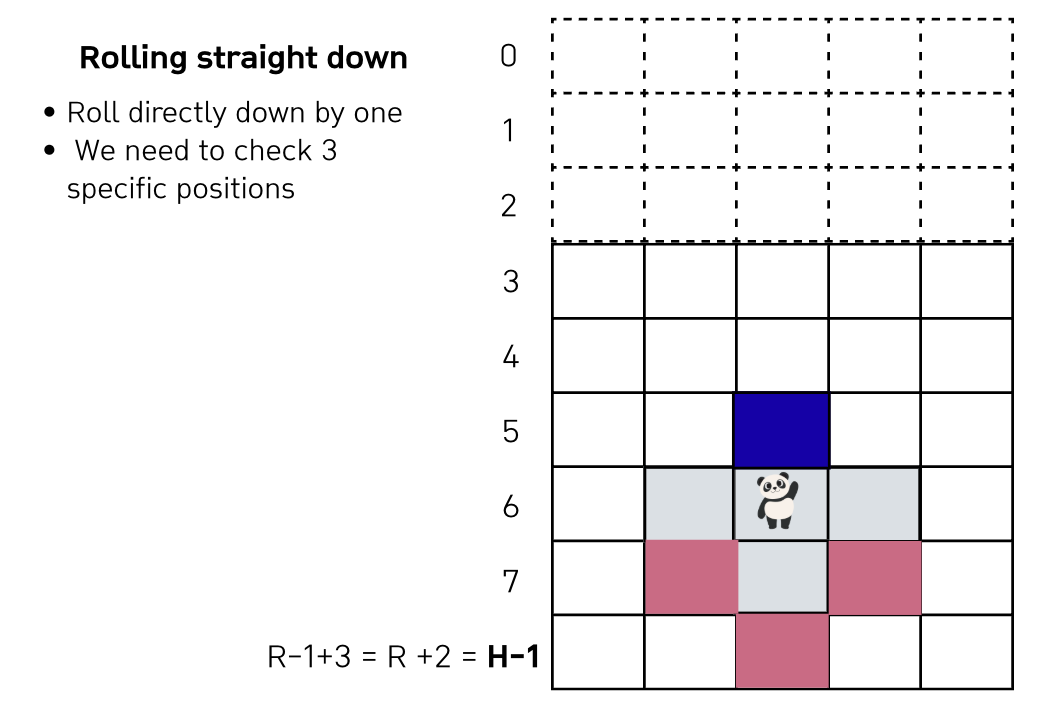 Rolling straight down
• Roll directly down by one
• We need to check 3
specific positions
0
1
2
3
4
5
6
7
R-1+3 = R +2 = H-1